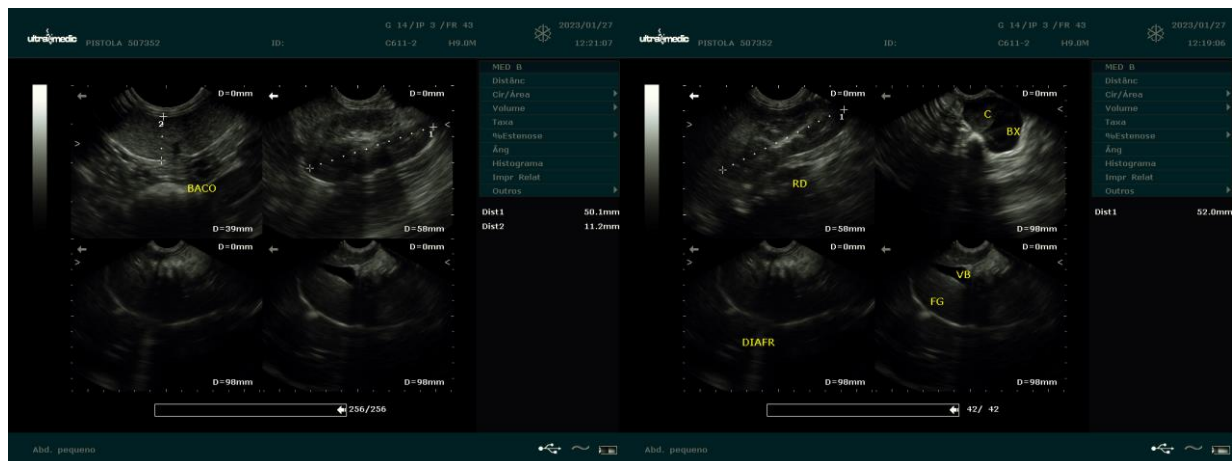 G 14/IP 3 /FR 43
2023/01/27
ultramedic
PISTOLA 507352
ID:
C611-2
H9.0M
12:21:07
MED B
Distânc
Cir/Área
Volume
Taxa
%Estenose
Âng
Histograma
Impr Relat
Outros
Dist1 50.1mm
Dist2 11.2mm
D=0mm
2
BACO
D=39mm
D=0mm
1
D=58mm
D=0mm
D=98mm
D=0mm
D=98mm
256/256
Abd. pequeno
G 14/IP 3 /FR 43
2023/01/27
ultramedic
PISTOLA 507352
ID:
C611-2
H9.0M
12:19:06
MED B
Distânc
Cir/Área
Volume
Taxa
%Estenose
Âng
Histograma
Impr Relat
Outros
Dist1 52.0mm
D=0mm
1
RD
D=58mm
D=0mm
C
BX
D=98mm
D=0mm
DIAFR
D=98mm
D=0mm
VB
FG
D=98mm
42/ 42
Abd. pequeno